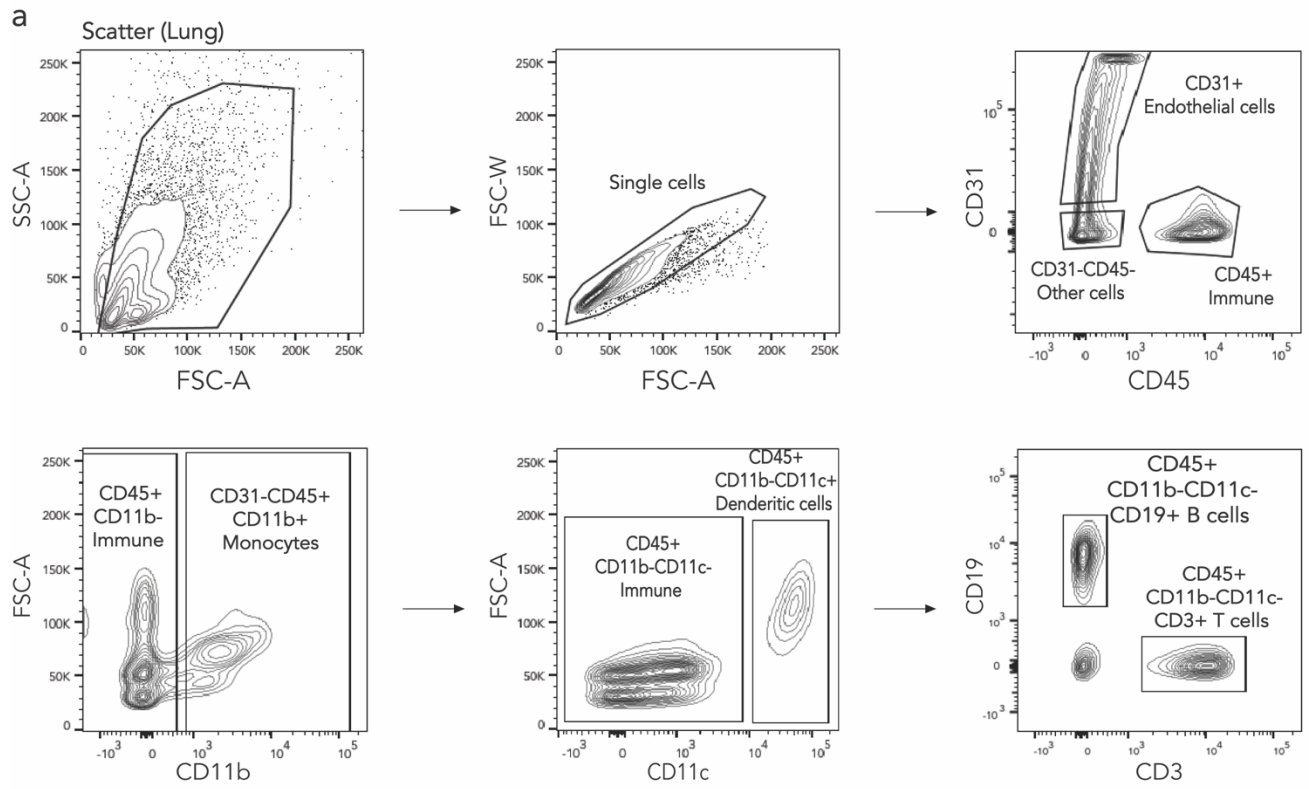 a
Scatter (Lung)
250K
200K
150K
100K
50K
0
SSC-A
0 50K 100K 150K 200K 250K
FSC-A
250K
200K
150K
100K
50K
0
FSC-W
Single cells
0 50K 100K 150K 200K 250K
FSC-A
10^5
0
CD31
CD31+
Endothelial cells
CD31-CD45-
Other cells
CD45+
Immune
-10^3 0 10^3 10^4 10^5
CD45
250K
200K
150K
100K
50K
0
FSC-A
CD45+
CD11b-
Immune
CD31-CD45+
CD11b+
Monocytes
-10^3 0 10^3 10^4 10^5
CD11b
250K
200K
150K
100K
50K
0
FSC-A
CD45+
CD11b-CD11c+
Denderitic cells
CD45+
CD11b-CD11c-
Immune
-10^3 0 10^3 10^4 10^5
CD11c
10^5
10^4
10^3
0
-10^3
CD19
CD45+
CD11b-CD11c-
CD19+ B cells
CD45+
CD11b-CD11c-
CD3+ T cells
-10^3 0 10^3 10^4 10^5
CD3